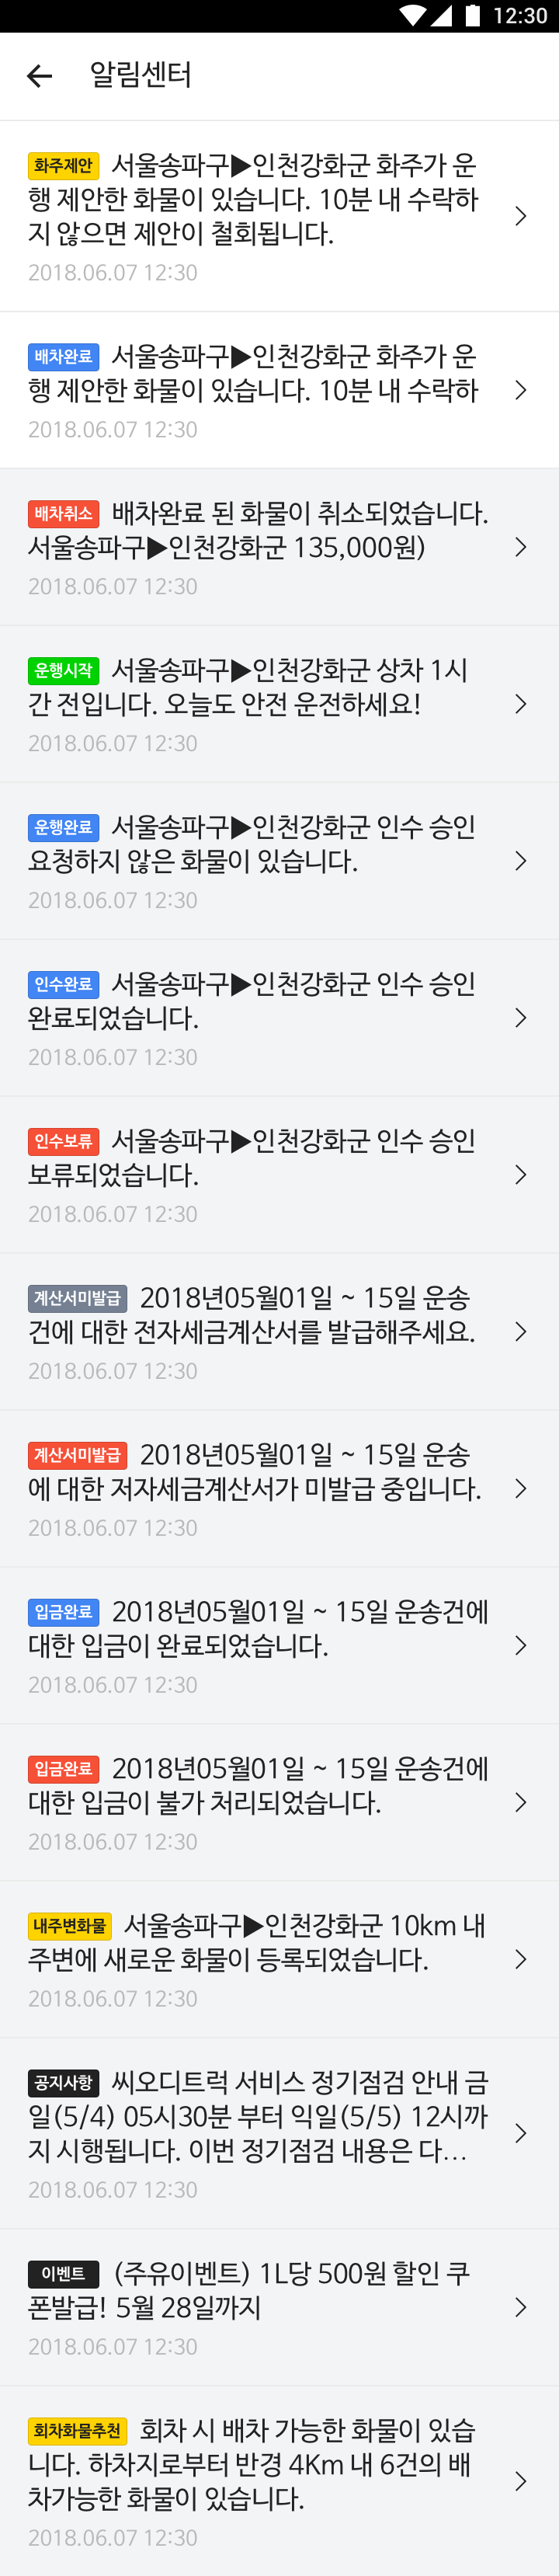 12:30
알림센터
화주제안 서울송파구▶인천강화군 화주가 운
행 제안한 화물이 있습니다. 10분 내 수락하
지 않으면 제안이 철회됩니다.
2018.06.07 12:30
배차완료 서울송파구▶인천강화군 화주가 운
행 제안한 화물이 있습니다. 10분 내 수락하
2018.06.07 12:30
배차취소 배차완료 된 화물이 취소되었습니다.
서울송파구▶인천강화군 135,000원)
2018.06.07 12:30
운행시작 서울송파구▶인천강화군 상차 1시
간 전입니다. 오늘도 안전 운전하세요!
2018.06.07 12:30
운행완료 서울송파구▶인천강화군 인수 승인
요청하지 않은 화물이 있습니다.
2018.06.07 12:30
인수완료 서울송파구▶인천강화군 인수 승인
완료되었습니다.
2018.06.07 12:30
인수보류 서울송파구▶인천강화군 인수 승인
보류되었습니다.
2018.06.07 12:30
계산서미발급 2018년05월01일 ~ 15일 운송
건에 대한 전자세금계산서를 발급해주세요.
2018.06.07 12:30
계산서미발급 2018년05월01일 ~ 15일 운송
에 대한 저자세금계산서가 미발급 중입니다.
2018.06.07 12:30
입금완료 2018년05월01일 ~ 15일 운송건에
대한 입금이 완료되었습니다.
2018.06.07 12:30
입금완료 2018년05월01일 ~ 15일 운송건에
대한 입금이 불가 처리되었습니다.
2018.06.07 12:30
내주변화물 서울송파구▶인천강화군 10km 내
주변에 새로운 화물이 등록되었습니다.
2018.06.07 12:30
공지사항 씨오디트럭 서비스 정기점검 안내 금
일(5/4) 05시30분 부터 익일(5/5) 12시까
지 시행됩니다. 이번 정기점검 내용은 다...
2018.06.07 12:30
이벤트 (주유이벤트) 1L당 500원 할인 쿠
폰발급! 5월 28일까지
2018.06.07 12:30
회차화물추천 회차 시 배차 가능한 화물이 있습
니다. 하차지로부터 반경 4Km 내 6건의 배
차가능한 화물이 있습니다.
2018.06.07 12:30